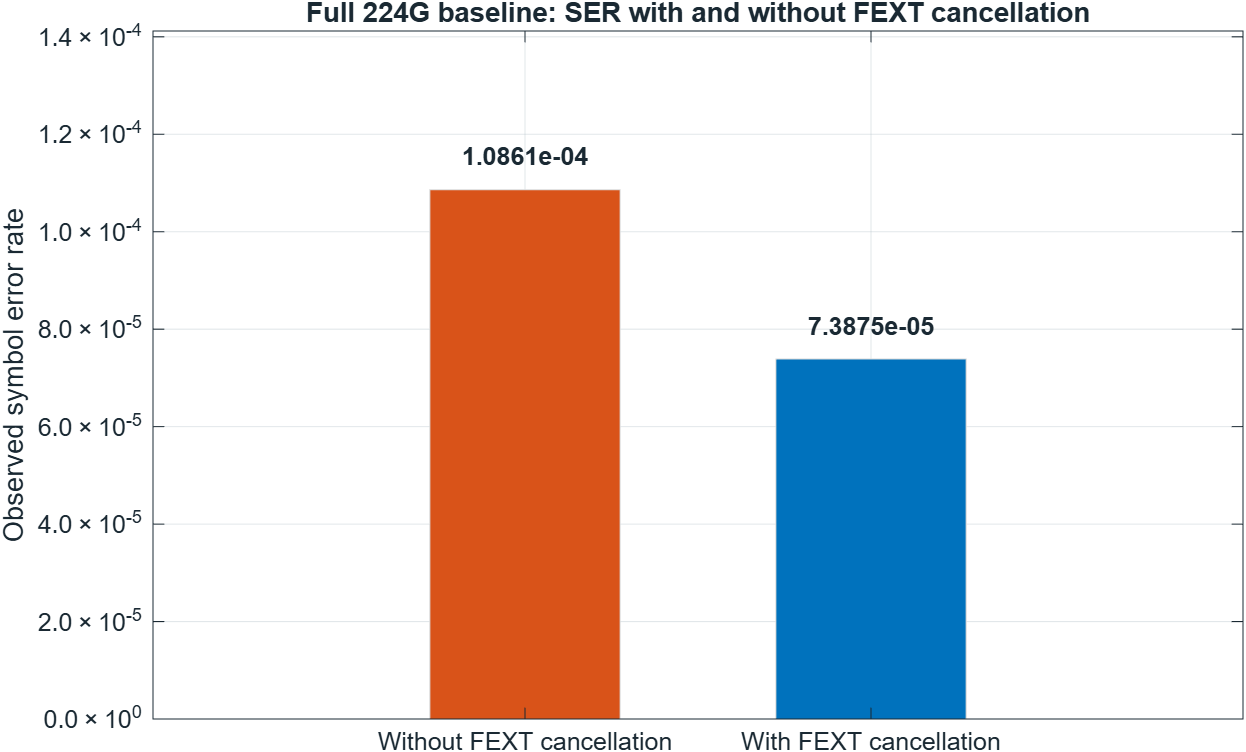 Full 224G baseline: SER with and without FEXT cancellation
Observed symbol error rate
1.4 × 10⁻⁴
1.2 × 10⁻⁴
1.0 × 10⁻⁴
8.0 × 10⁻⁵
6.0 × 10⁻⁵
4.0 × 10⁻⁵
2.0 × 10⁻⁵
0.0 × 10⁰
1.0861e-04
7.3875e-05
Without FEXT cancellation
With FEXT cancellation